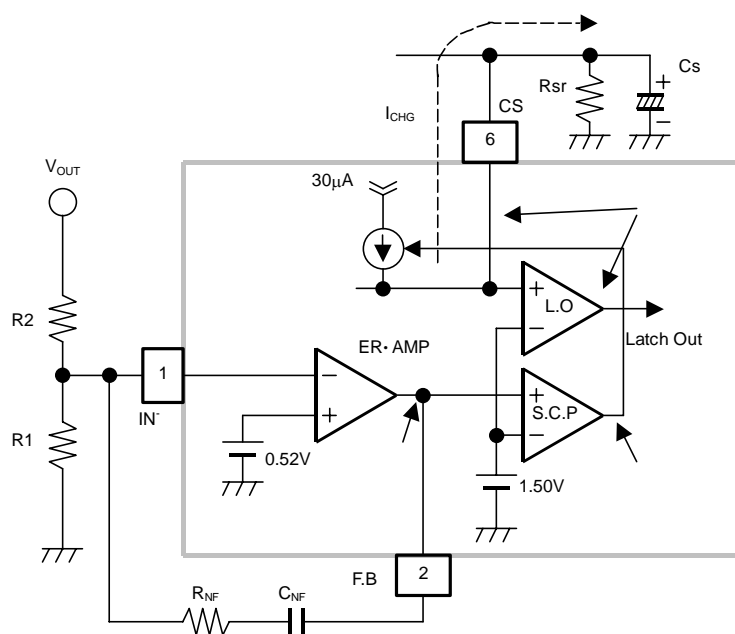 Rsr
Cs
+
−
CS
I_CHG
6
V_OUT
30μA
R2
+
L.O
−
Latch Out
ER・AMP
1
−
+
IN⁻
+
S.C.P
−
R1
0.52V
1.50V
F.B
2
R_NF
C_NF